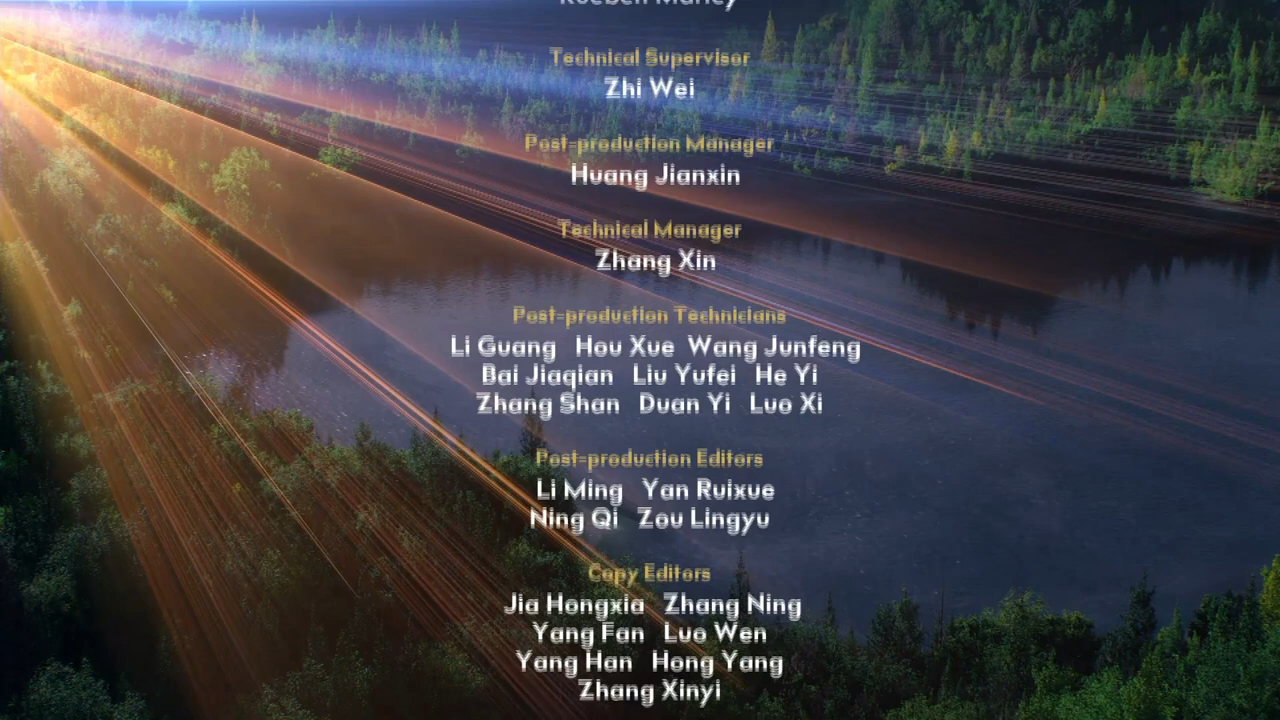 Technical Supervisor
Zhi Wei
Post-production Manager
Huang Jianxin
Technical Manager
Zhang Xin
Post-production Technicians
Li Guang Hou Xue Wang Junfeng
Bai Jiaqian Liu Yufei He Yi
Zhang Shan Duan Yi Luo Xi
Post-production Editors
Li Ming Yan Ruixue
Ning Qi Zou Lingyu
Copy Editors
Jia Hongxia Zhang Ning
Yang Fan Luo Wen
Yang Han Hong Yang
Zhang Xinyi